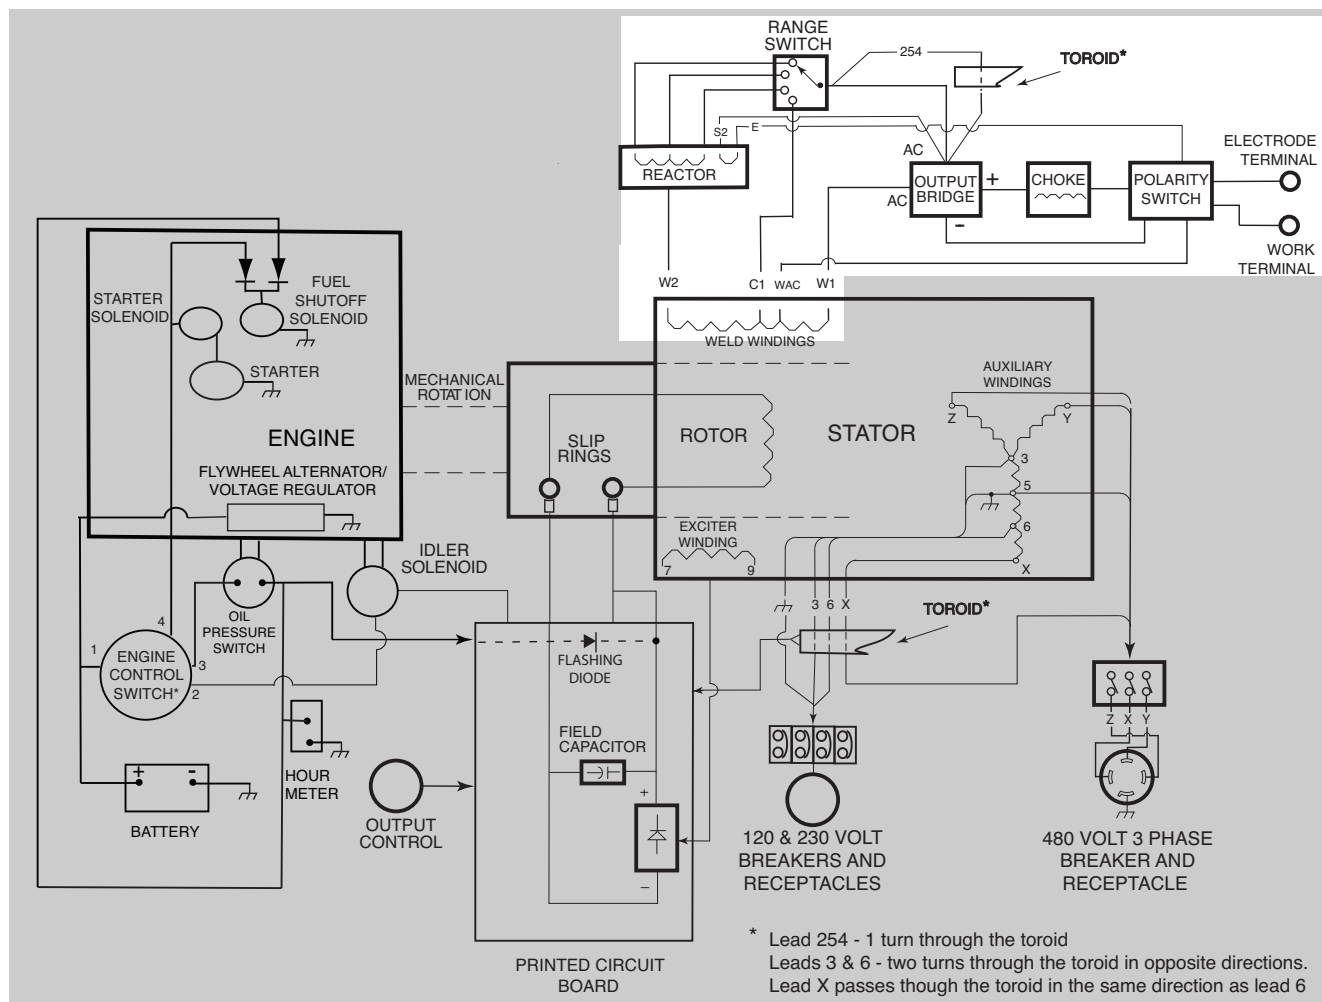 RANGE
SWITCH
254
TOROID*
S2
E
REACTOR
AC
AC
OUTPUT
BRIDGE
+
-
CHOKE
POLARITY
SWITCH
ELECTRODE
TERMINAL
WORK
TERMINAL
W2
C1
WAC
W1
WELD WINDINGS
STARTER
SOLENOID
FUEL
SHUTOFF
SOLENOID
STARTER
MECHANICAL
ROTATION
ENGINE
FLYWHEEL ALTERNATOR/
VOLTAGE REGULATOR
SLIP
RINGS
ROTOR
STATOR
AUXILIARY
WINDINGS
Z
Y
3
5
6
X
EXCITER
WINDING
7
9
IDLER
SOLENOID
OIL
PRESSURE
SWITCH
4
1
3
2
ENGINE
CONTROL
SWITCH*
3 6 X
TOROID*
FLASHING
DIODE
FIELD
CAPACITOR
+
–
HOUR
METER
+
-
BATTERY
OUTPUT
CONTROL
Z X Y
120 & 230 VOLT
BREAKERS AND
RECEPTACLES
480 VOLT 3 PHASE
BREAKER AND
RECEPTACLE
PRINTED CIRCUIT
BOARD
* Lead 254 - 1 turn through the toroid
Leads 3 & 6 - two turns through the toroid in opposite directions.
Lead X passes though the toroid in the same direction as lead 6